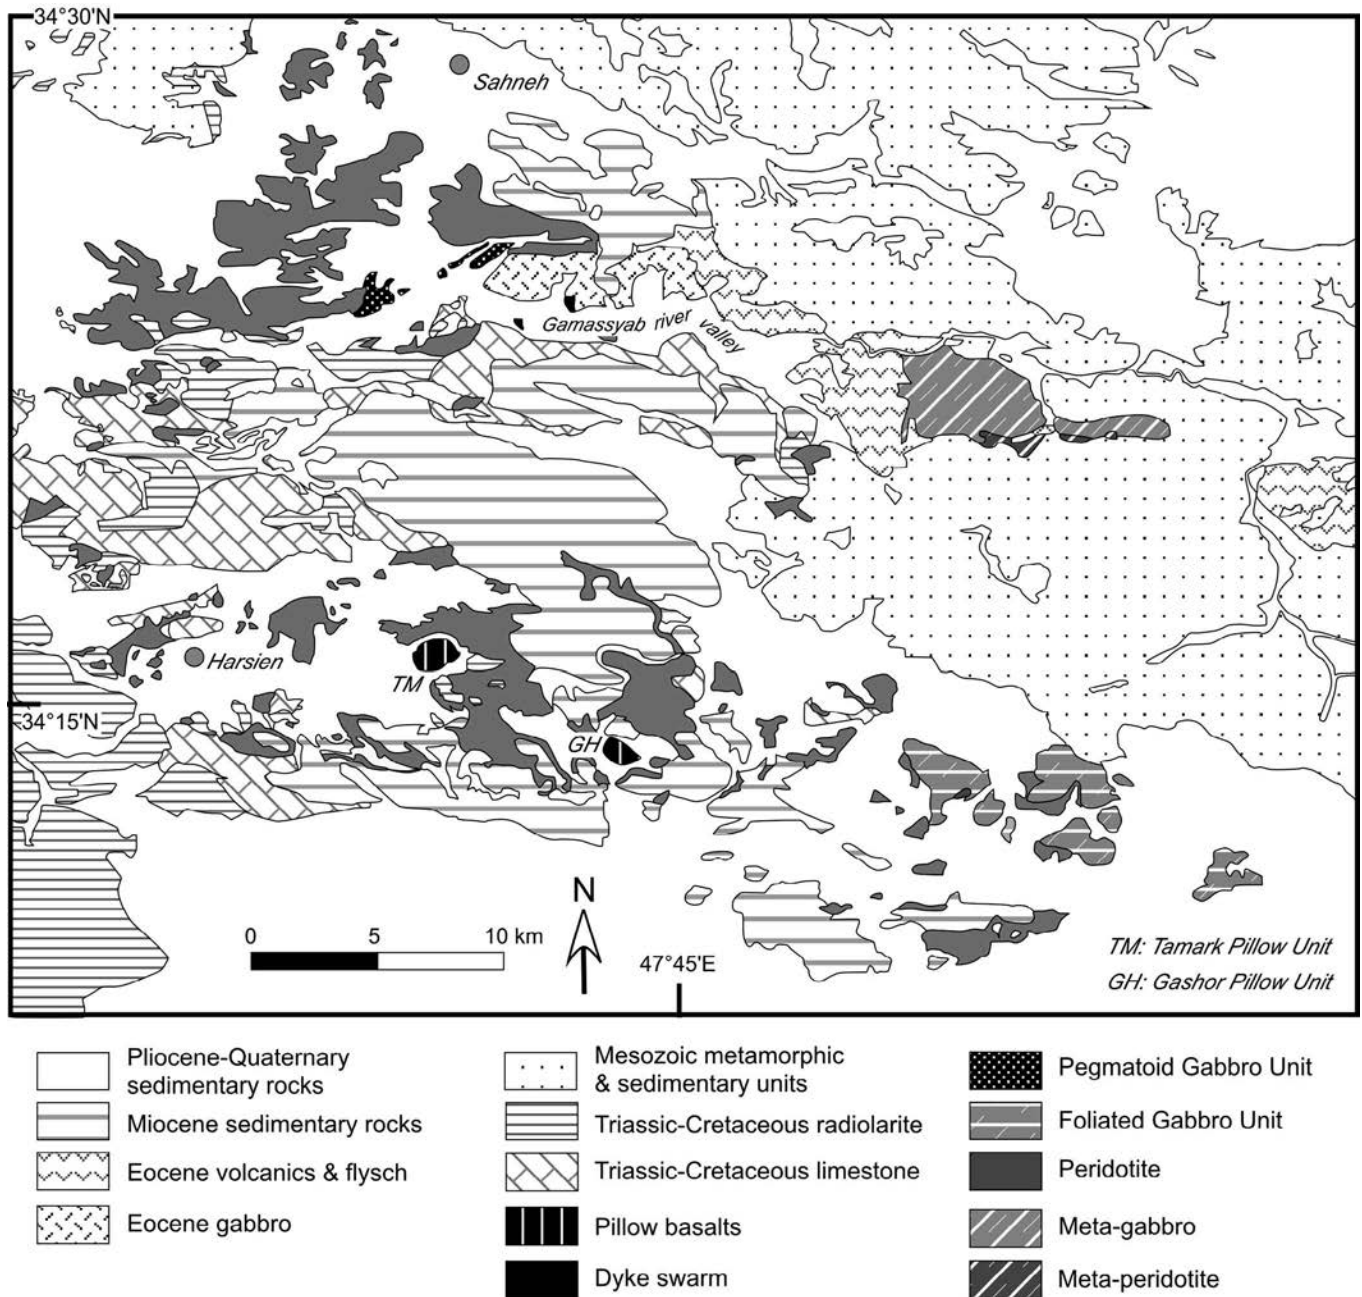 34°30'N
Sahneh
Gamassyab river valley
Harsien
TM
34°15'N
GH
N
0 5 10 km
47°45'E
TM: Tamark Pillow Unit
GH: Gashor Pillow Unit
Pliocene-Quaternary
sedimentary rocks
Miocene sedimentary rocks
Eocene volcanics & flysch
Eocene gabbro
Mesozoic metamorphic
& sedimentary units
Triassic-Cretaceous radiolarite
Triassic-Cretaceous limestone
Pillow basalts
Dyke swarm
Pegmatoid Gabbro Unit
Foliated Gabbro Unit
Peridotite
Meta-gabbro
Meta-peridotite